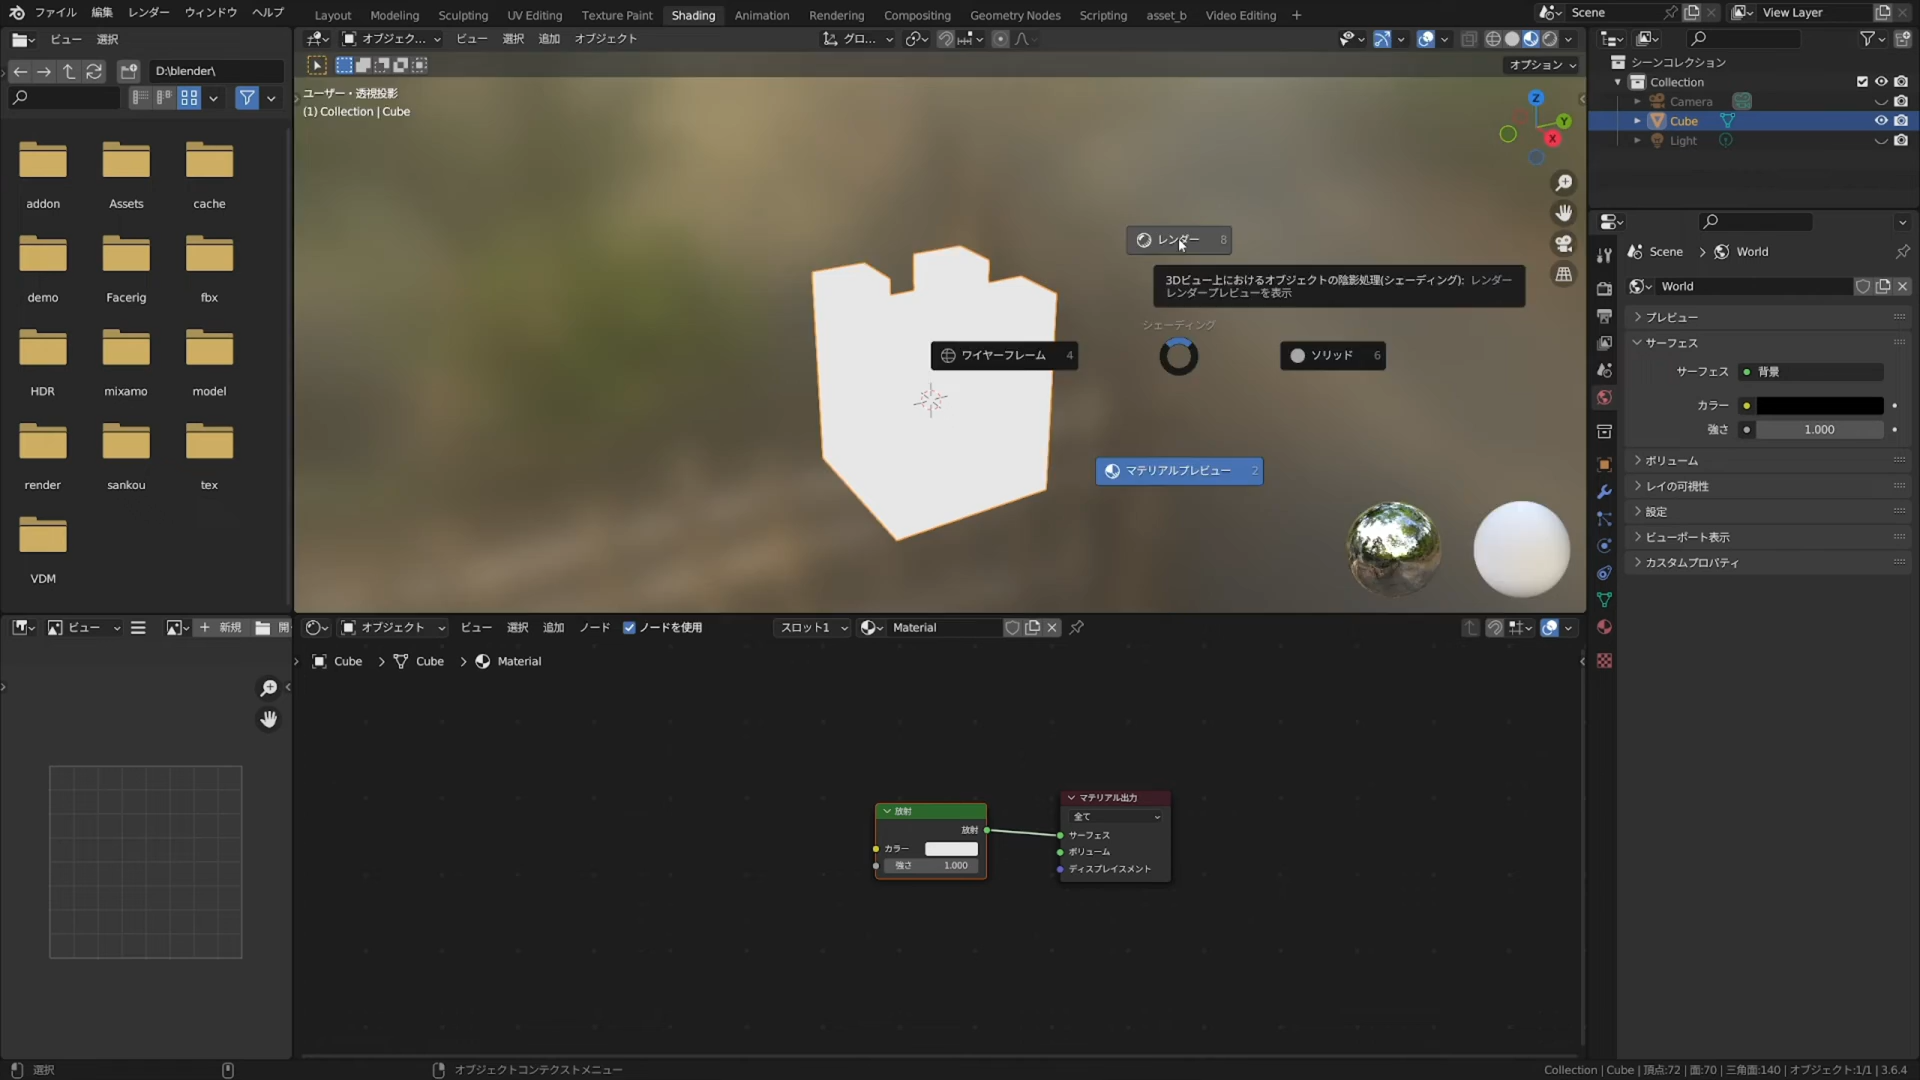 ファイル 編集 レンダー ウィンドウ ヘルプ Layout Modeling Sculpting UV Editing Texture Paint Shading Animation Rendering Compositing Geometry Nodes Scripting asset_b Video Editing + Scene View Layer
ビュー 選択
オブジェク... ビュー 選択 追加 オブジェクト グロ...
D:\blender\
オプション
ユーザー・透視投影
(1) Collection | Cube
addon Assets cache
demo Facerig fbx
HDR mixamo model
render sankou tex
VDM
Z
Y
X
レンダー 8
3Dビュー上におけるオブジェクトの陰影処理(シェーディング): レンダー
レンダープレビューを表示
シェーディング
ワイヤーフレーム 4
ソリッド 6
マテリアルプレビュー 2
シーンコレクション
Collection
Camera
Cube
Light
Scene > World
World
プレビュー
サーフェス
サーフェス 背景
カラー
強さ 1.000
ボリューム
レイの可視性
設定
ビューポート表示
カスタムプロパティ
ビュー + 新規 開
オブジェクト ビュー 選択 追加 ノード ノードを使用 スロット1 Material
Cube > Cube > Material
放射
放射
カラー
強さ 1.000
マテリアル出力
全て
サーフェス
ボリューム
ディスプレイスメント
選択
オブジェクトコンテクストメニュー
Collection | Cube | 頂点:72 | 面:70 | 三角面:140 | オブジェクト:1/1 | 3.6.4